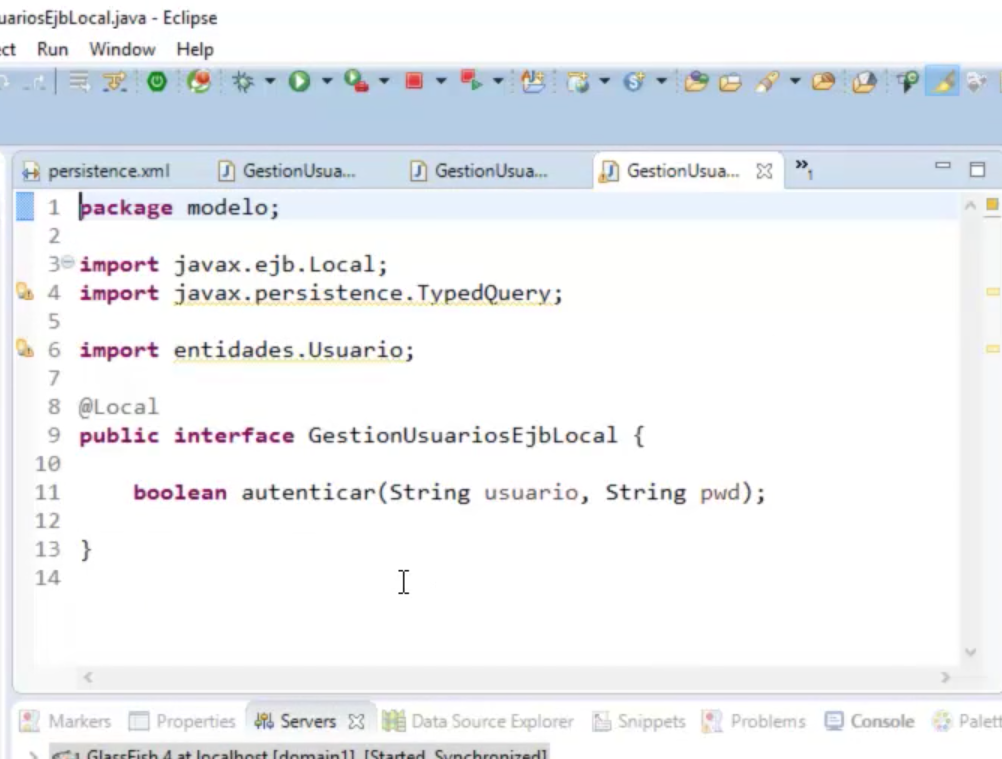 uariosEjbLocal.java - Eclipse
ect Run Window Help
persistence.xml GestionUsua... GestionUsua... GestionUsua... »1
1 package modelo;
2
3 import javax.ejb.Local;
4 import javax.persistence.TypedQuery;
5
6 import entidades.Usuario;
7
8 @Local
9 public interface GestionUsuariosEjbLocal {
10
11 boolean autenticar(String usuario, String pwd);
12
13 }
14
Markers Properties Servers Data Source Explorer Snippets Problems Console Palett
GlassFish 4 at localhost [domain1] [Started, Synchronized]